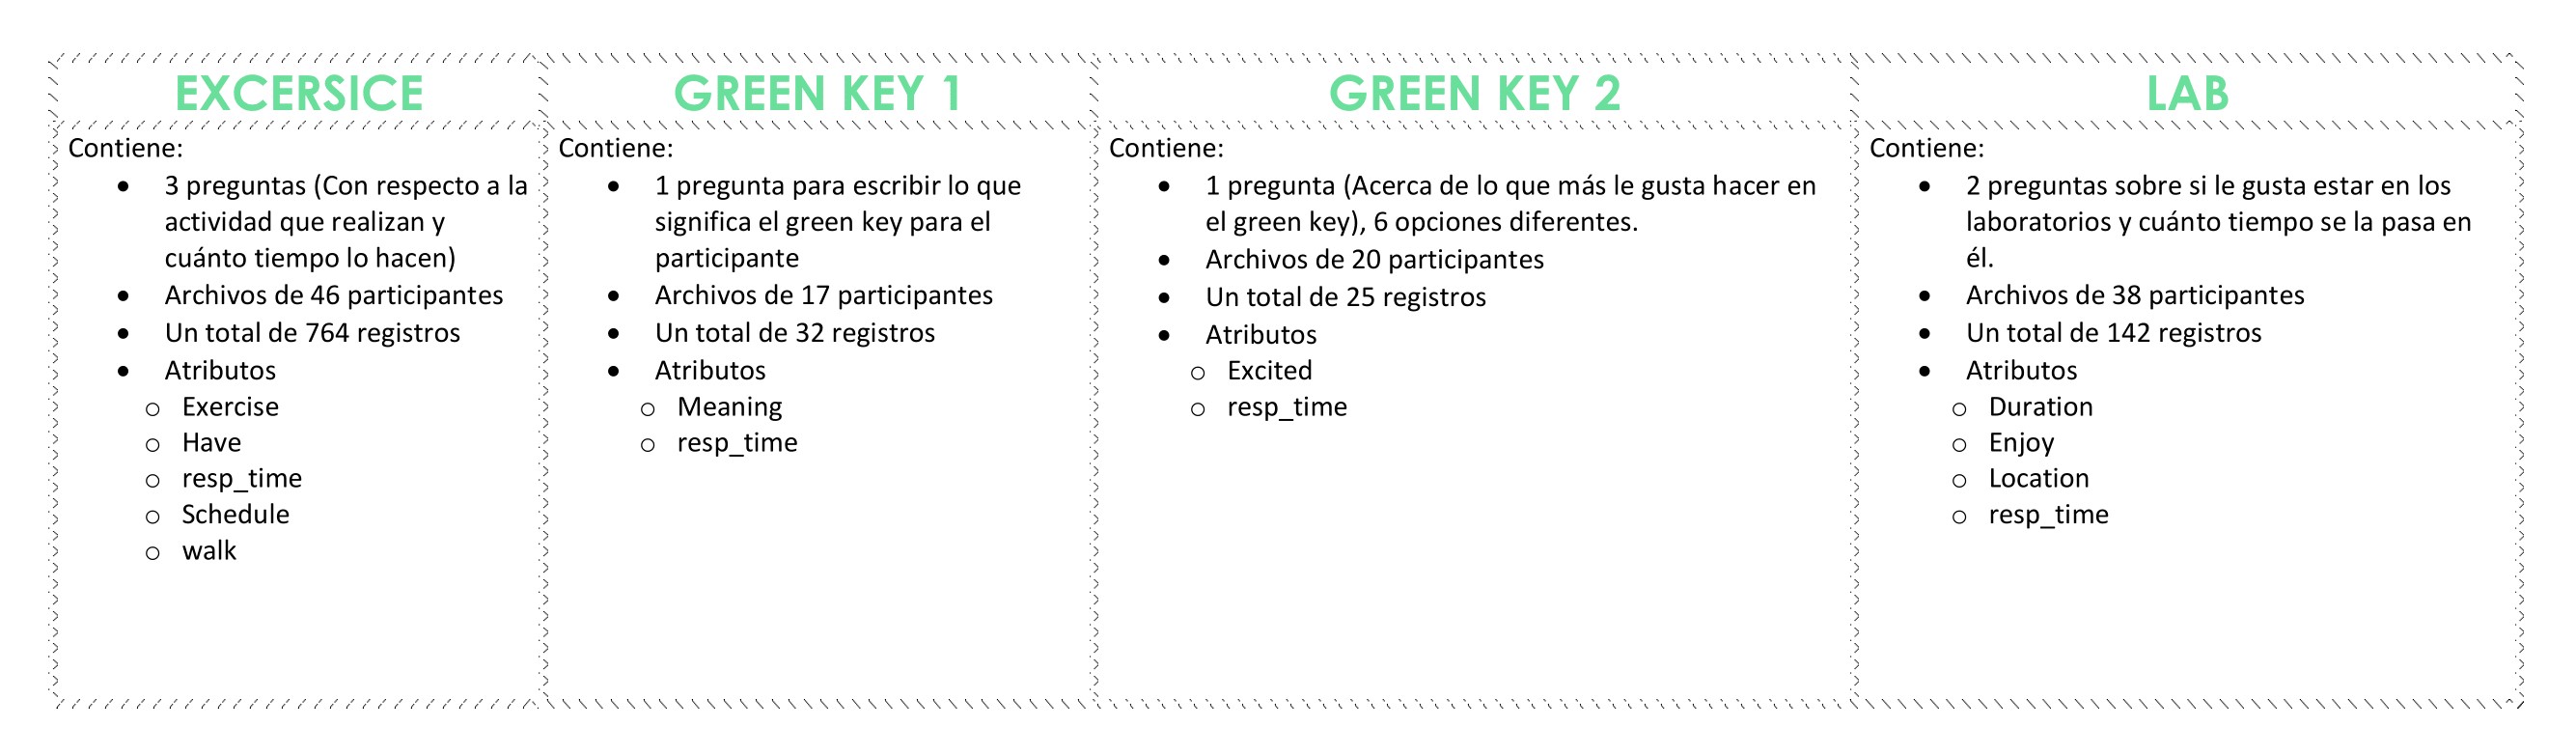 EXCERSICE
Contiene:
• 3 preguntas (Con respecto a la
actividad que realizan y
cuánto tiempo lo hacen)
• Archivos de 46 participantes
• Un total de 764 registros
• Atributos
o Exercise
o Have
o resp_time
o Schedule
o walk
GREEN KEY 1
Contiene:
• 1 pregunta para escribir lo que
significa el green key para el
participante
• Archivos de 17 participantes
• Un total de 32 registros
• Atributos
o Meaning
o resp_time
GREEN KEY 2
Contiene:
• 1 pregunta (Acerca de lo que más le gusta hacer en
el green key), 6 opciones diferentes.
• Archivos de 20 participantes
• Un total de 25 registros
• Atributos
o Excited
o resp_time
LAB
Contiene:
• 2 preguntas sobre si le gusta estar en los
laboratorios y cuánto tiempo se la pasa en
él.
• Archivos de 38 participantes
• Un total de 142 registros
• Atributos
o Duration
o Enjoy
o Location
o resp_time